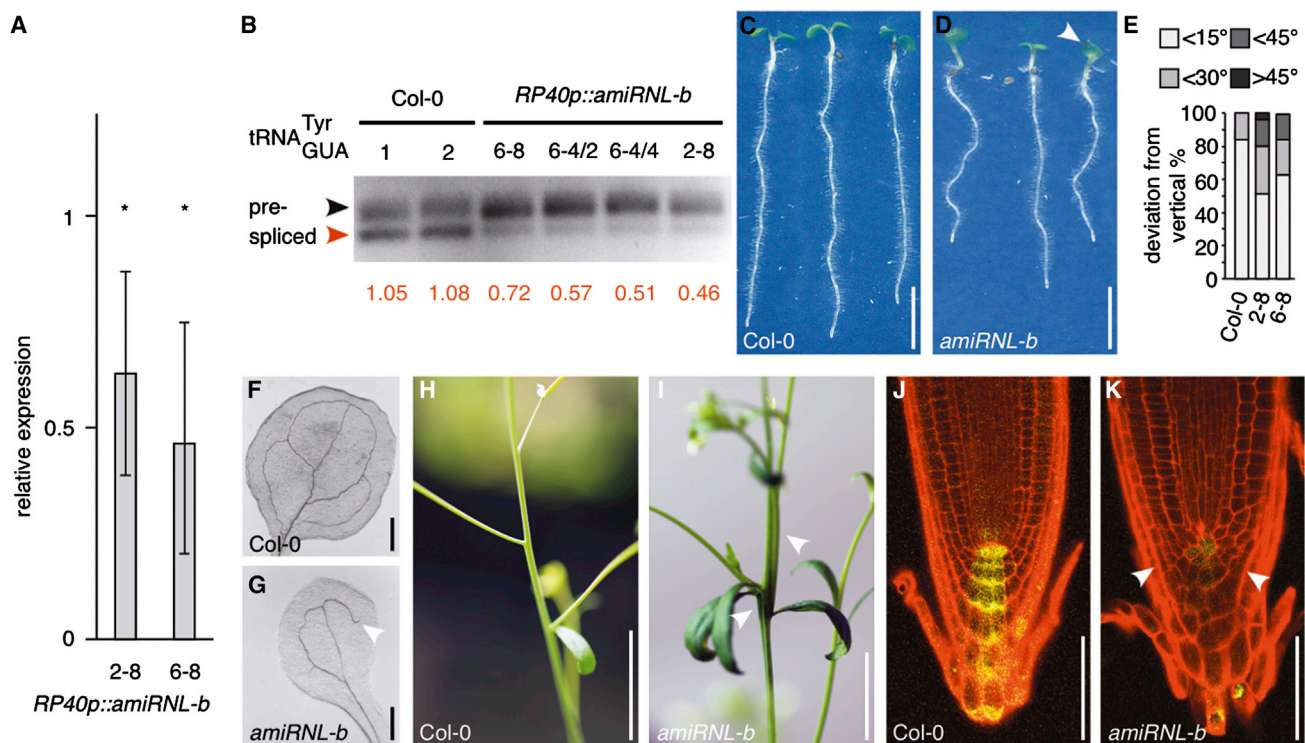 A
relative expression
1
0.5
0
*
*
2-8
6-8
RP40p::amiRNL-b
B
Col-0
RP40p::amiRNL-b
tRNA Tyr GUA
1
2
6-8
6-4/2
6-4/4
2-8
pre-
spliced
1.05
1.08
0.72
0.57
0.51
0.46
C
Col-0
D
amiRNL-b
E
<15°
<45°
<30°
>45°
deviation from
vertical %
100
80
60
40
20
0
Col-0
2-8
6-8
F
Col-0
G
amiRNL-b
H
Col-0
I
amiRNL-b
J
Col-0
K
amiRNL-b